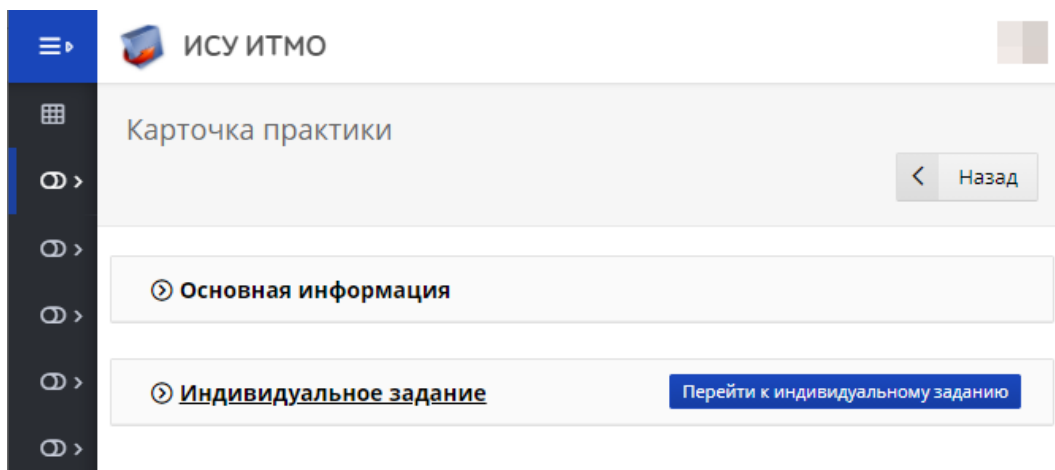 ИСУ ИТМО
Карточка практики
Назад
Основная информация
Индивидуальное задание
Перейти к индивидуальному заданию